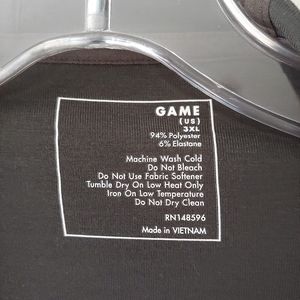 GAME
(US)
3XL
94% Polyester
6% Elastane
Machine Wash Cold
Do Not Bleach
Do Not Use Fabric Softener
Tumble Dry On Low Heat Only
Iron On Low Temperature
Do Not Dry Clean
RN148596
Made in VIETNAM